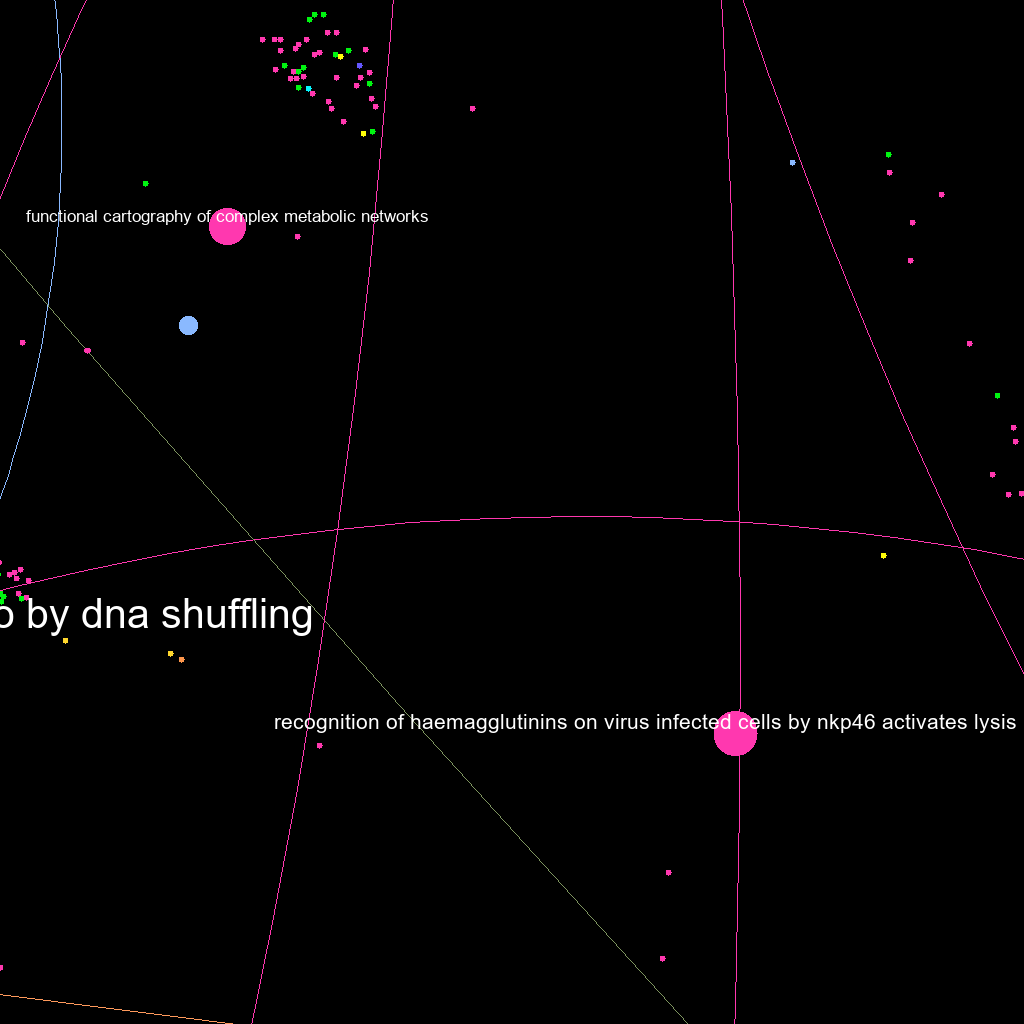 functional cartography of complex metabolic networks
by dna shuffling
recognition of haemagglutinins on virus infected cells by nkp46 activates lysis